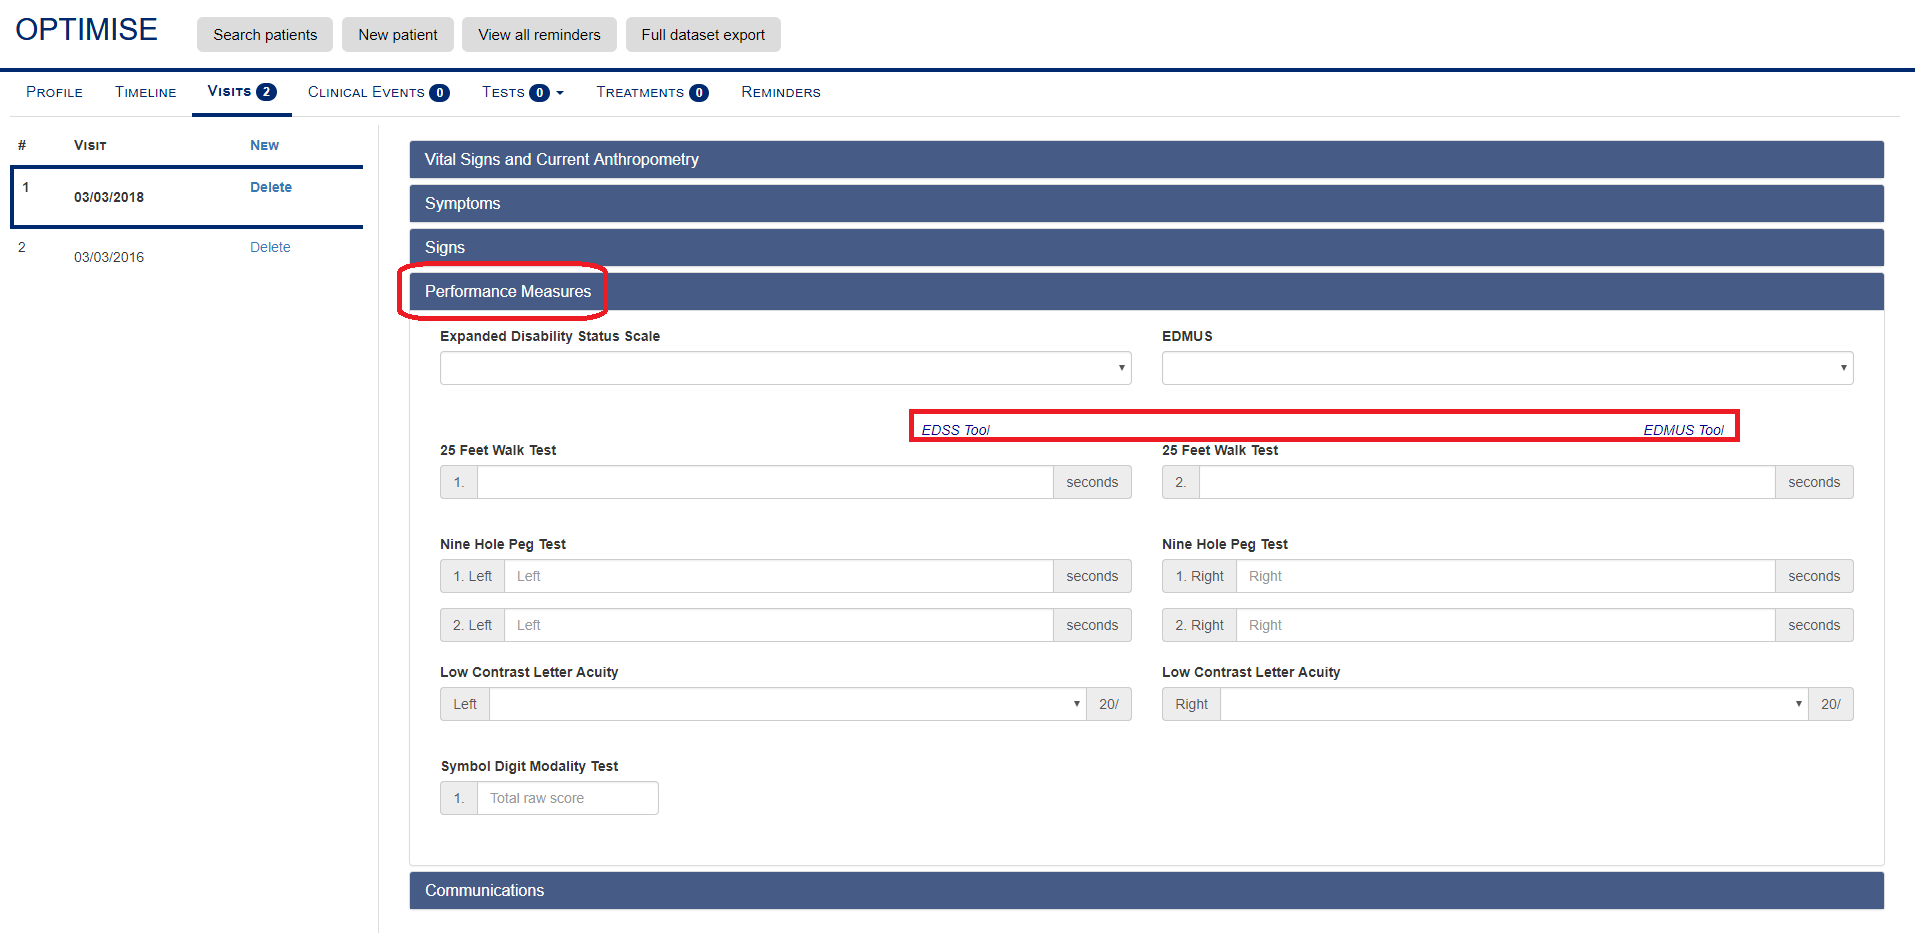 OPTIMISE
Search patients New patient View all reminders Full dataset export
PROFILE TIMELINE VISITS 2 CLINICAL EVENTS 0 TESTS 0 TREATMENTS 0 REMINDERS
# VISIT NEW
1 03/03/2018 Delete
2 03/03/2016 Delete
Vital Signs and Current Anthropometry
Symptoms
Signs
Performance Measures
Expanded Disability Status Scale EDMUS
EDSS Tool EDMUS Tool
25 Feet Walk Test 25 Feet Walk Test
1. seconds 2. seconds
Nine Hole Peg Test Nine Hole Peg Test
1. Left Left seconds 1. Right Right seconds
2. Left Left seconds 2. Right Right seconds
Low Contrast Letter Acuity Low Contrast Letter Acuity
Left 20/ Right 20/
Symbol Digit Modality Test
1. Total raw score
Communications